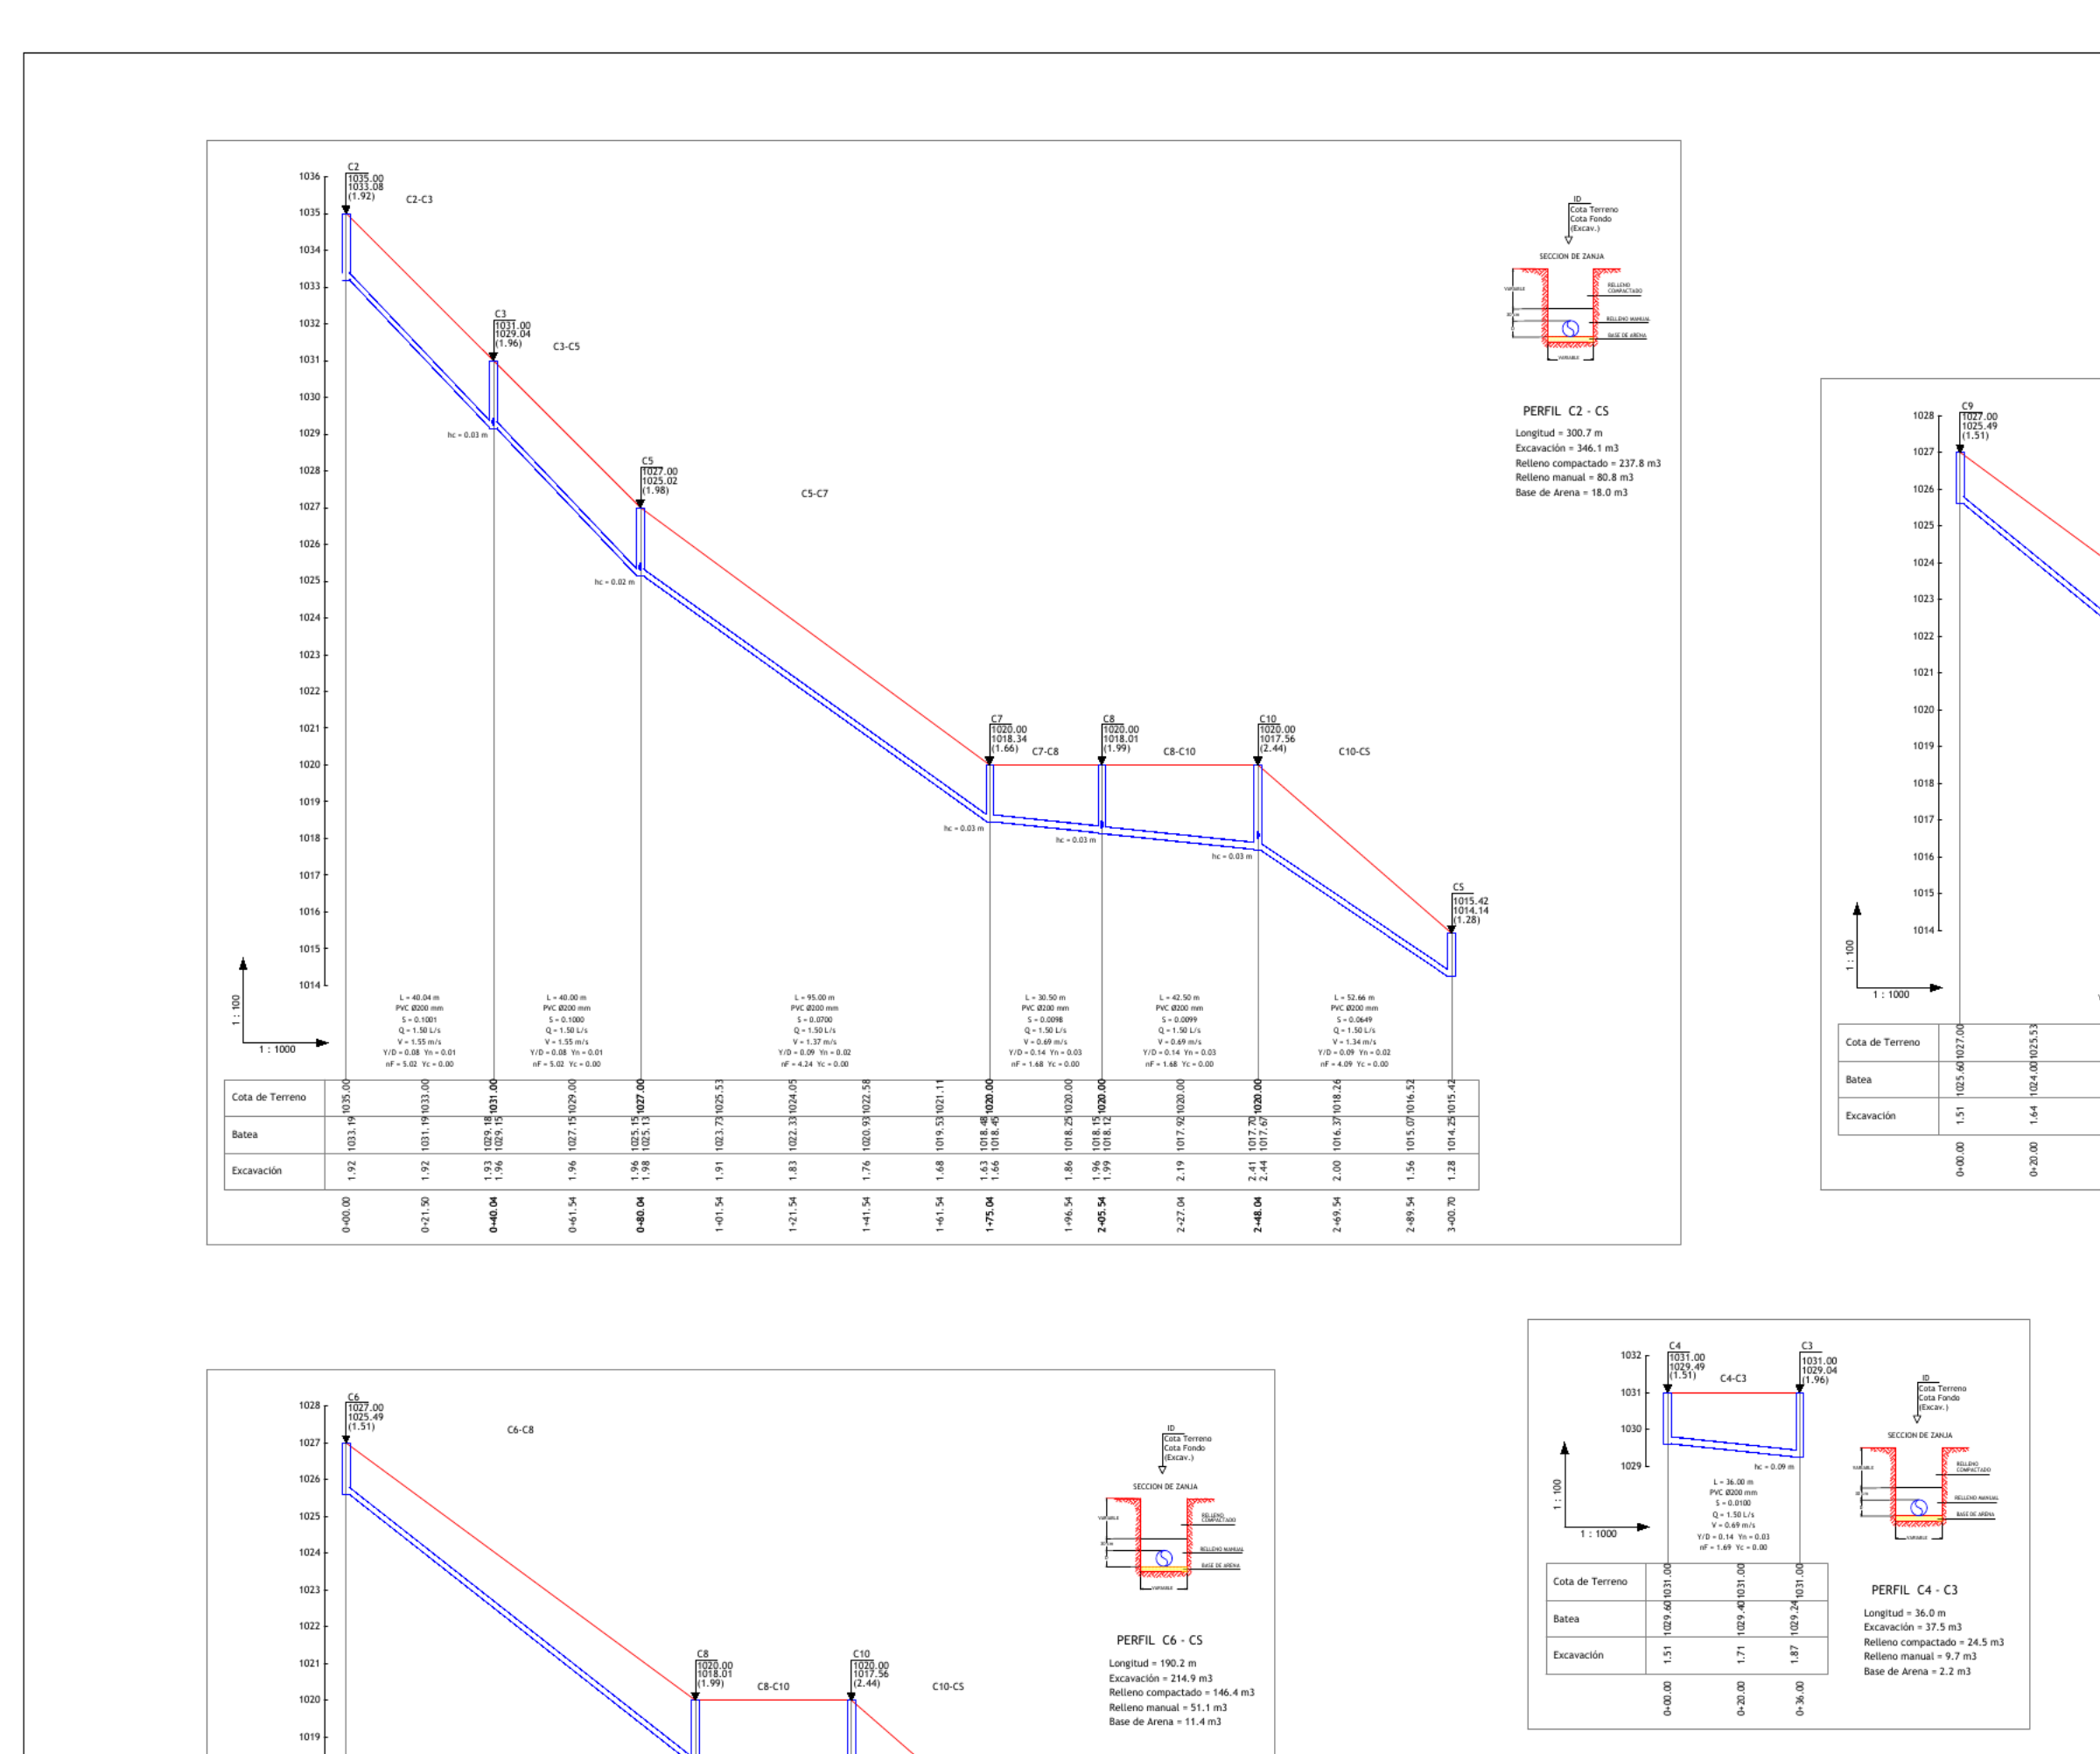 C2
1035.00
1033.08
(1.92)
C2-C3
C3
1031.00
1029.04
(1.96)
C3-C5
C5
1027.00
1025.02
(1.98)
C5-C7
C7
1020.00
1018.34
(1.66)
C7-C8
C8
1020.00
1018.01
(1.99)
C8-C10
C10
1020.00
1017.56
(2.44)
C10-CS
CS
1015.42
1014.14
(1.28)
1036
1035
1034
1033
1032
1031
1030
1029
1028
1027
1026
1025
1024
1023
1022
1021
1020
1019
1018
1017
1016
1015
1014
hc = 0.03 m
hc = 0.02 m
hc = 0.03 m
hc = 0.03 m
hc = 0.03 m
1 : 100
1 : 1000
L = 40.04 m
PVC Ø200 mm
S = 0.1001
Q = 1.50 L/s
V = 1.55 m/s
Y/D = 0.08 Yn = 0.01
nF = 5.02 Yc = 0.00
L = 40.00 m
PVC Ø200 mm
S = 0.1000
Q = 1.50 L/s
V = 1.55 m/s
Y/D = 0.08 Yn = 0.01
nF = 5.02 Yc = 0.00
L = 95.00 m
PVC Ø200 mm
S = 0.0700
Q = 1.50 L/s
V = 1.37 m/s
Y/D = 0.09 Yn = 0.02
nF = 4.24 Yc = 0.00
L = 30.50 m
PVC Ø200 mm
S = 0.0098
Q = 1.50 L/s
V = 0.69 m/s
Y/D = 0.14 Yn = 0.03
nF = 1.68 Yc = 0.00
L = 42.50 m
PVC Ø200 mm
S = 0.0099
Q = 1.50 L/s
V = 0.69 m/s
Y/D = 0.14 Yn = 0.03
nF = 1.68 Yc = 0.00
L = 52.66 m
PVC Ø200 mm
S = 0.0649
Q = 1.50 L/s
V = 1.34 m/s
Y/D = 0.09 Yn = 0.02
nF = 4.09 Yc = 0.00
Cota de Terreno 1035.00 1033.00 1031.00 1029.00 1027.00 1025.53 1024.05 1022.58 1021.11 1020.00 1020.00 1020.00 1020.00 1020.00 1018.26 1016.52 1015.42
Batea 1033.19 1031.19 1029.18 1029.15 1027.15 1025.15 1025.13 1023.73 1022.33 1020.93 1019.53 1018.48 1018.45 1018.25 1018.15 1018.12 1017.92 1017.70 1017.67 1016.37 1015.07 1014.25
Excavación 1.92 1.92 1.93 1.96 1.96 1.96 1.98 1.91 1.83 1.76 1.68 1.63 1.66 1.86 1.96 1.99 2.19 2.41 2.44 2.00 1.56 1.28
0+00.00 0+21.50 0+40.04 0+61.54 0+80.04 1+01.54 1+21.54 1+41.54 1+61.54 1+75.04 1+96.54 2+05.54 2+27.04 2+48.04 2+69.54 2+89.54 3+00.70
ID
Cota Terreno
Cota Fondo
(Excav.)
SECCION DE ZANJA
VARIABLE
RELLENO
COMPACTADO
RELLENO MANUAL
BASE DE ARENA
VARIABLE
PERFIL C2 - CS
Longitud = 300.7 m
Excavación = 346.1 m3
Relleno compactado = 237.8 m3
Relleno manual = 80.8 m3
Base de Arena = 18.0 m3
C9
1027.00
1025.49
(1.51)
1028
1027
1026
1025
1024
1023
1022
1021
1020
1019
1018
1017
1016
1015
1014
1 : 100
1 : 1000
Cota de Terreno 1027.00 1025.53
Batea 1025.60 1024.00
Excavación 1.51 1.64
0+00.00 0+20.00
C6
1027.00
1025.49
(1.51)
C6-C8
C8
1020.00
1018.01
(1.99)
C8-C10
C10
1020.00
1017.56
(2.44)
C10-CS
1028
1027
1026
1025
1024
1023
1022
1021
1020
1019
ID
Cota Terreno
Cota Fondo
(Excav.)
SECCION DE ZANJA
VARIABLE
RELLENO
COMPACTADO
RELLENO MANUAL
BASE DE ARENA
VARIABLE
PERFIL C6 - CS
Longitud = 190.2 m
Excavación = 214.9 m3
Relleno compactado = 146.4 m3
Relleno manual = 51.1 m3
Base de Arena = 11.4 m3
C4
1031.00
1029.49
(1.51)
C4-C3
C3
1031.00
1029.04
(1.96)
1032
1031
1030
1029
hc = 0.09 m
1 : 100
1 : 1000
L = 36.00 m
PVC Ø200 mm
S = 0.0100
Q = 1.50 L/s
V = 0.69 m/s
Y/D = 0.14 Yn = 0.03
nF = 1.69 Yc = 0.00
Cota de Terreno 1031.00 1031.00 1031.00
Batea 1029.60 1029.40 1029.24
Excavación 1.51 1.71 1.87
0+00.00 0+20.00 0+36.00
ID
Cota Terreno
Cota Fondo
(Excav.)
SECCION DE ZANJA
VARIABLE
RELLENO
COMPACTADO
RELLENO MANUAL
BASE DE ARENA
VARIABLE
PERFIL C4 - C3
Longitud = 36.0 m
Excavación = 37.5 m3
Relleno compactado = 24.5 m3
Relleno manual = 9.7 m3
Base de Arena = 2.2 m3